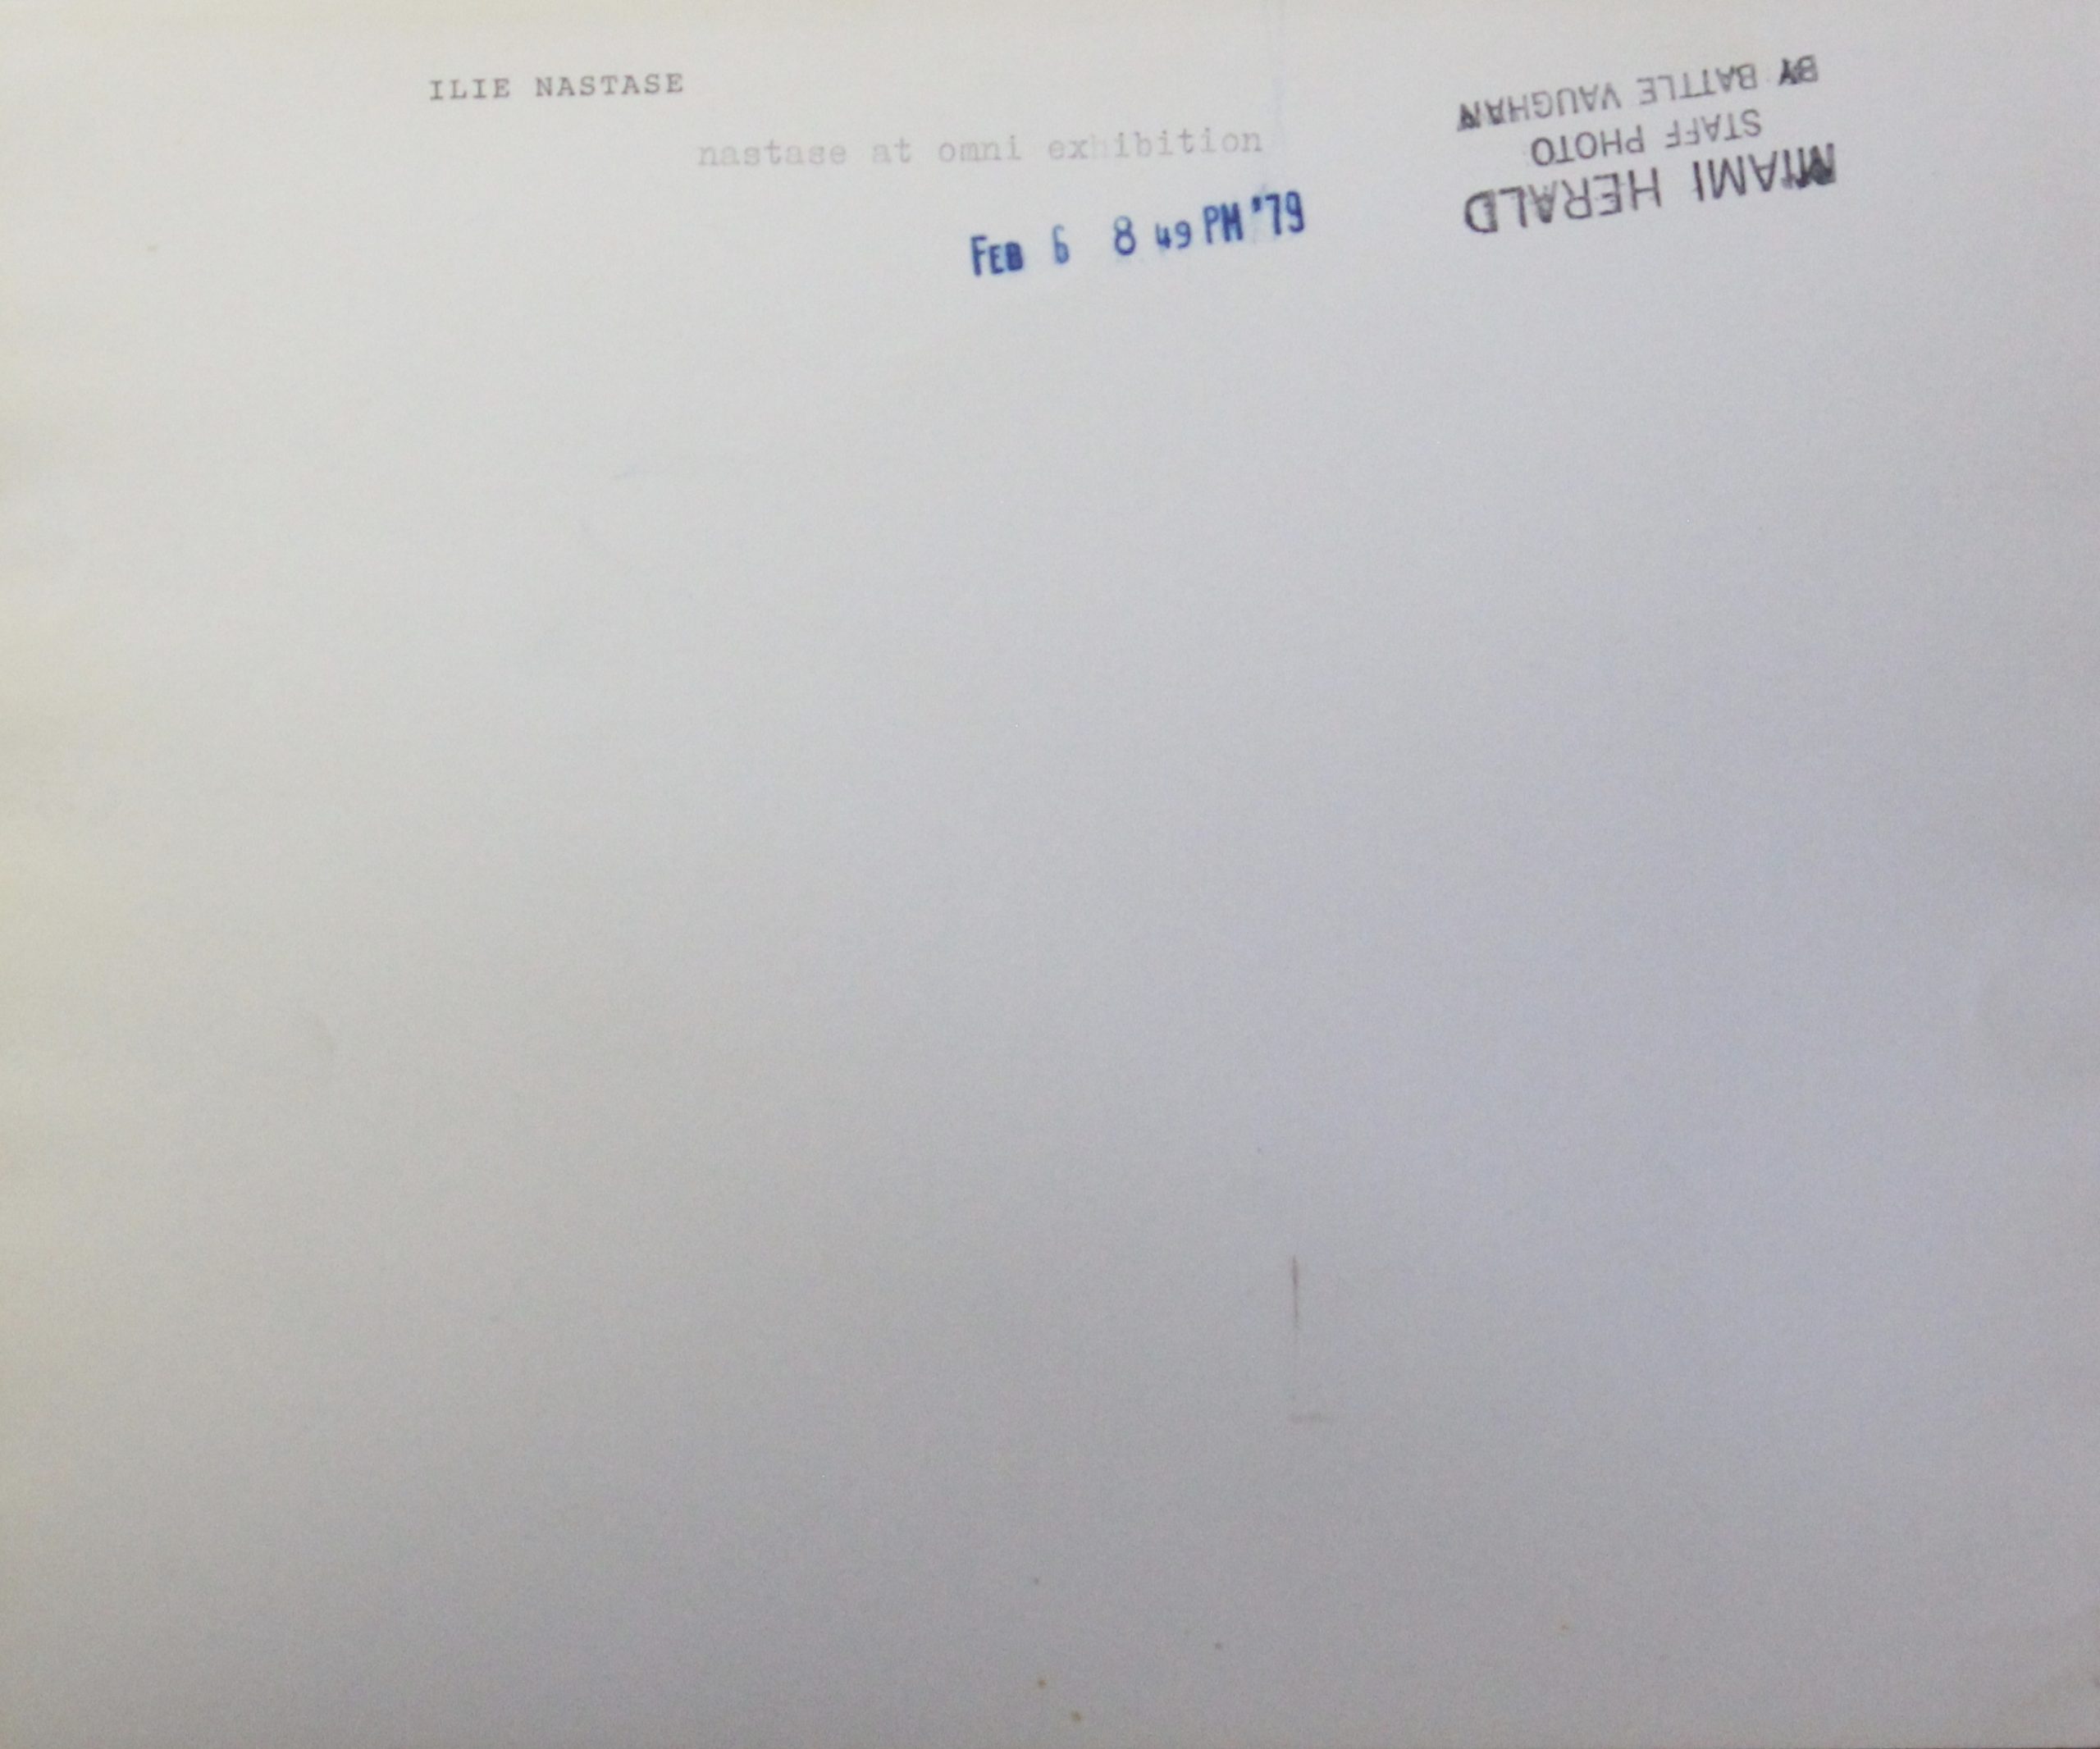 ILIE NASTASE
nastase at omni exhibition
FEB 6 8 49 PM '79
MIAMI HERALD
STAFF PHOTO
BY BATTLE VAUGHAN